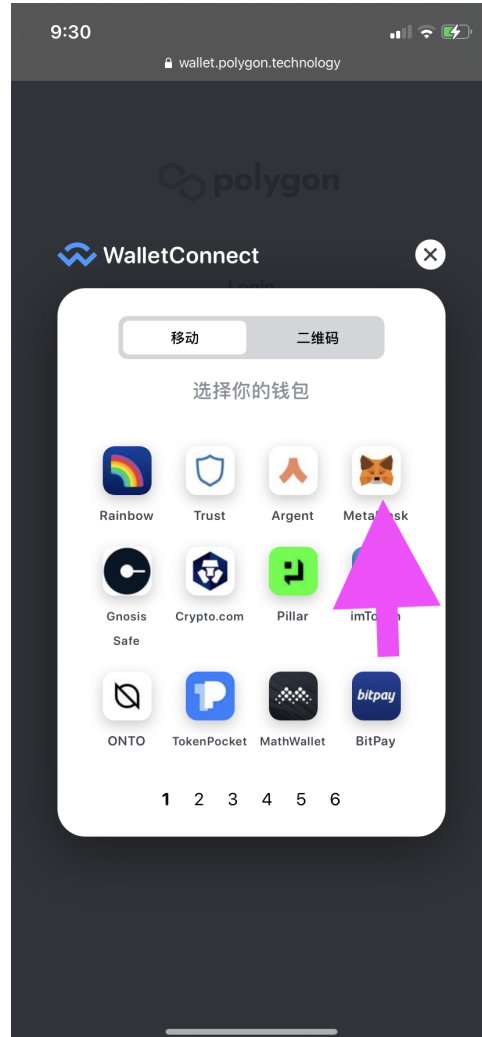 9:30
wallet.polygon.technology
polygon
WalletConnect
Login
移动 二维码
选择你的钱包
Rainbow Trust Argent
Gnosis Safe Crypto.com Pillar
ONTO TokenPocket MathWallet BitPay
bitpay
1 2 3 4 5 6